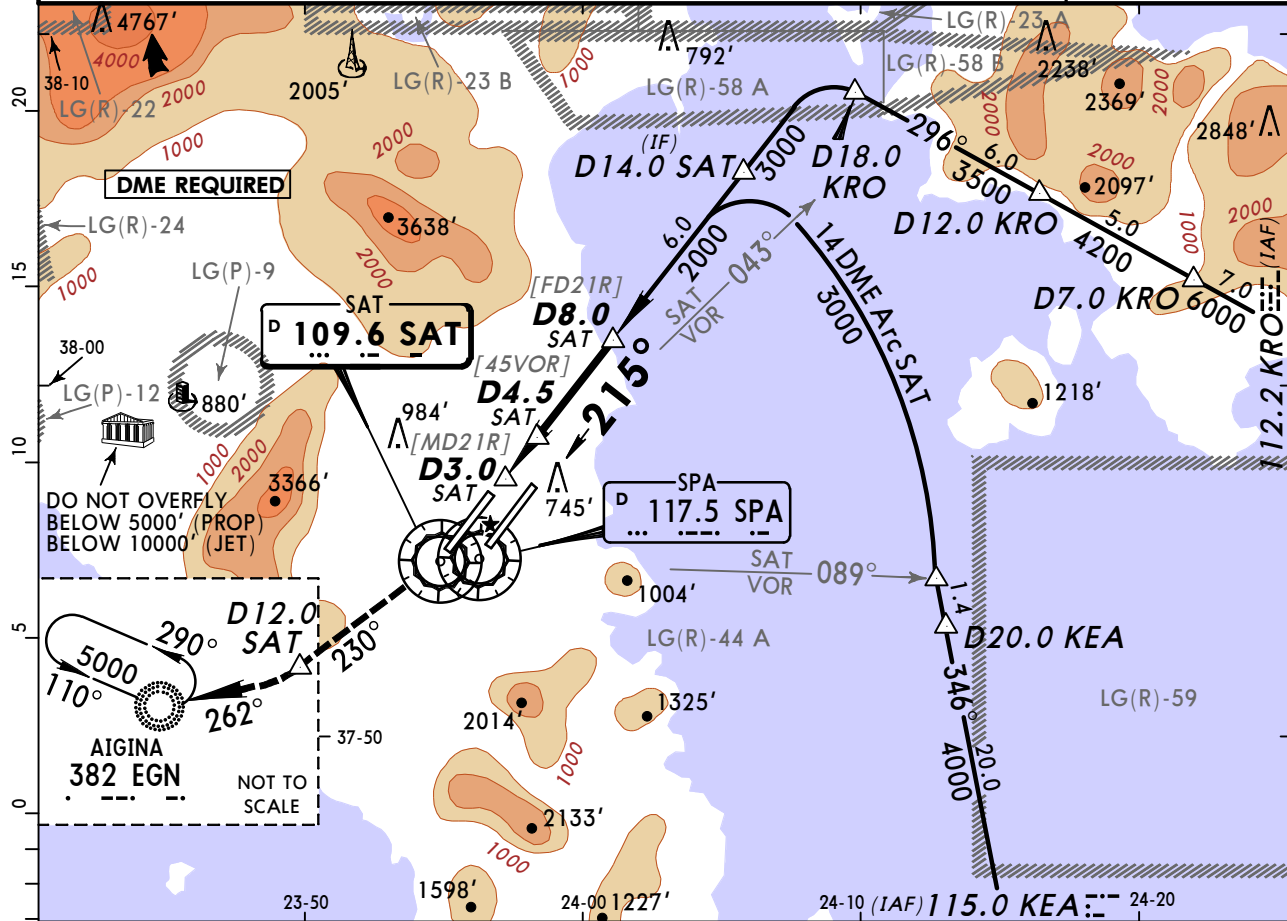 4767'
4000
38-10
LG(R)-22
2000
1000
2005'
LG(R)-23 B
792'
1000
LG(R)-58 A
LG(R)-23 A
LG(R)-58 B
2238'
2000
2369'
2000
2848'
20
(IF)
D14.0 SAT
3000
D18.0
KRO
296°
6.0
3500
2000
2097'
D12.0 KRO
5.0
4200
1000
2000
D7.0 KRO
7.0
6000
112.2 KRO (IAF)
DME REQUIRED
2000
3638'
2000
LG(R)-24
1000
15
LG(P)-9
6.0
2000
SAT
VOR
043°
14 DME Arc SAT
3000
[FD21R]
D8.0
SAT
SAT
D 109.6 SAT
38-00
LG(P)-12
880'
[45VOR]
D4.5
SAT
215°
984'
[MD21R]
D3.0
SAT
1218'
10
1000
2000
3366'
DO NOT OVERFLY
BELOW 5000' (PROP)
BELOW 10000' (JET)
745'
SPA
D 117.5 SPA
SAT
VOR
089°
1.4
1004'
LG(R)-44 A
D20.0 KEA
5
D12.0
SAT
290°
5000
110°
230°
262°
AIGINA
382 EGN
NOT TO
SCALE
37-50
346°
20.0
4000
LG(R)-59
2014'
1325'
1000
0
2133'
1000
1598'
1227'
23-50
24-00
24-10
(IAF) 115.0 KEA
24-20